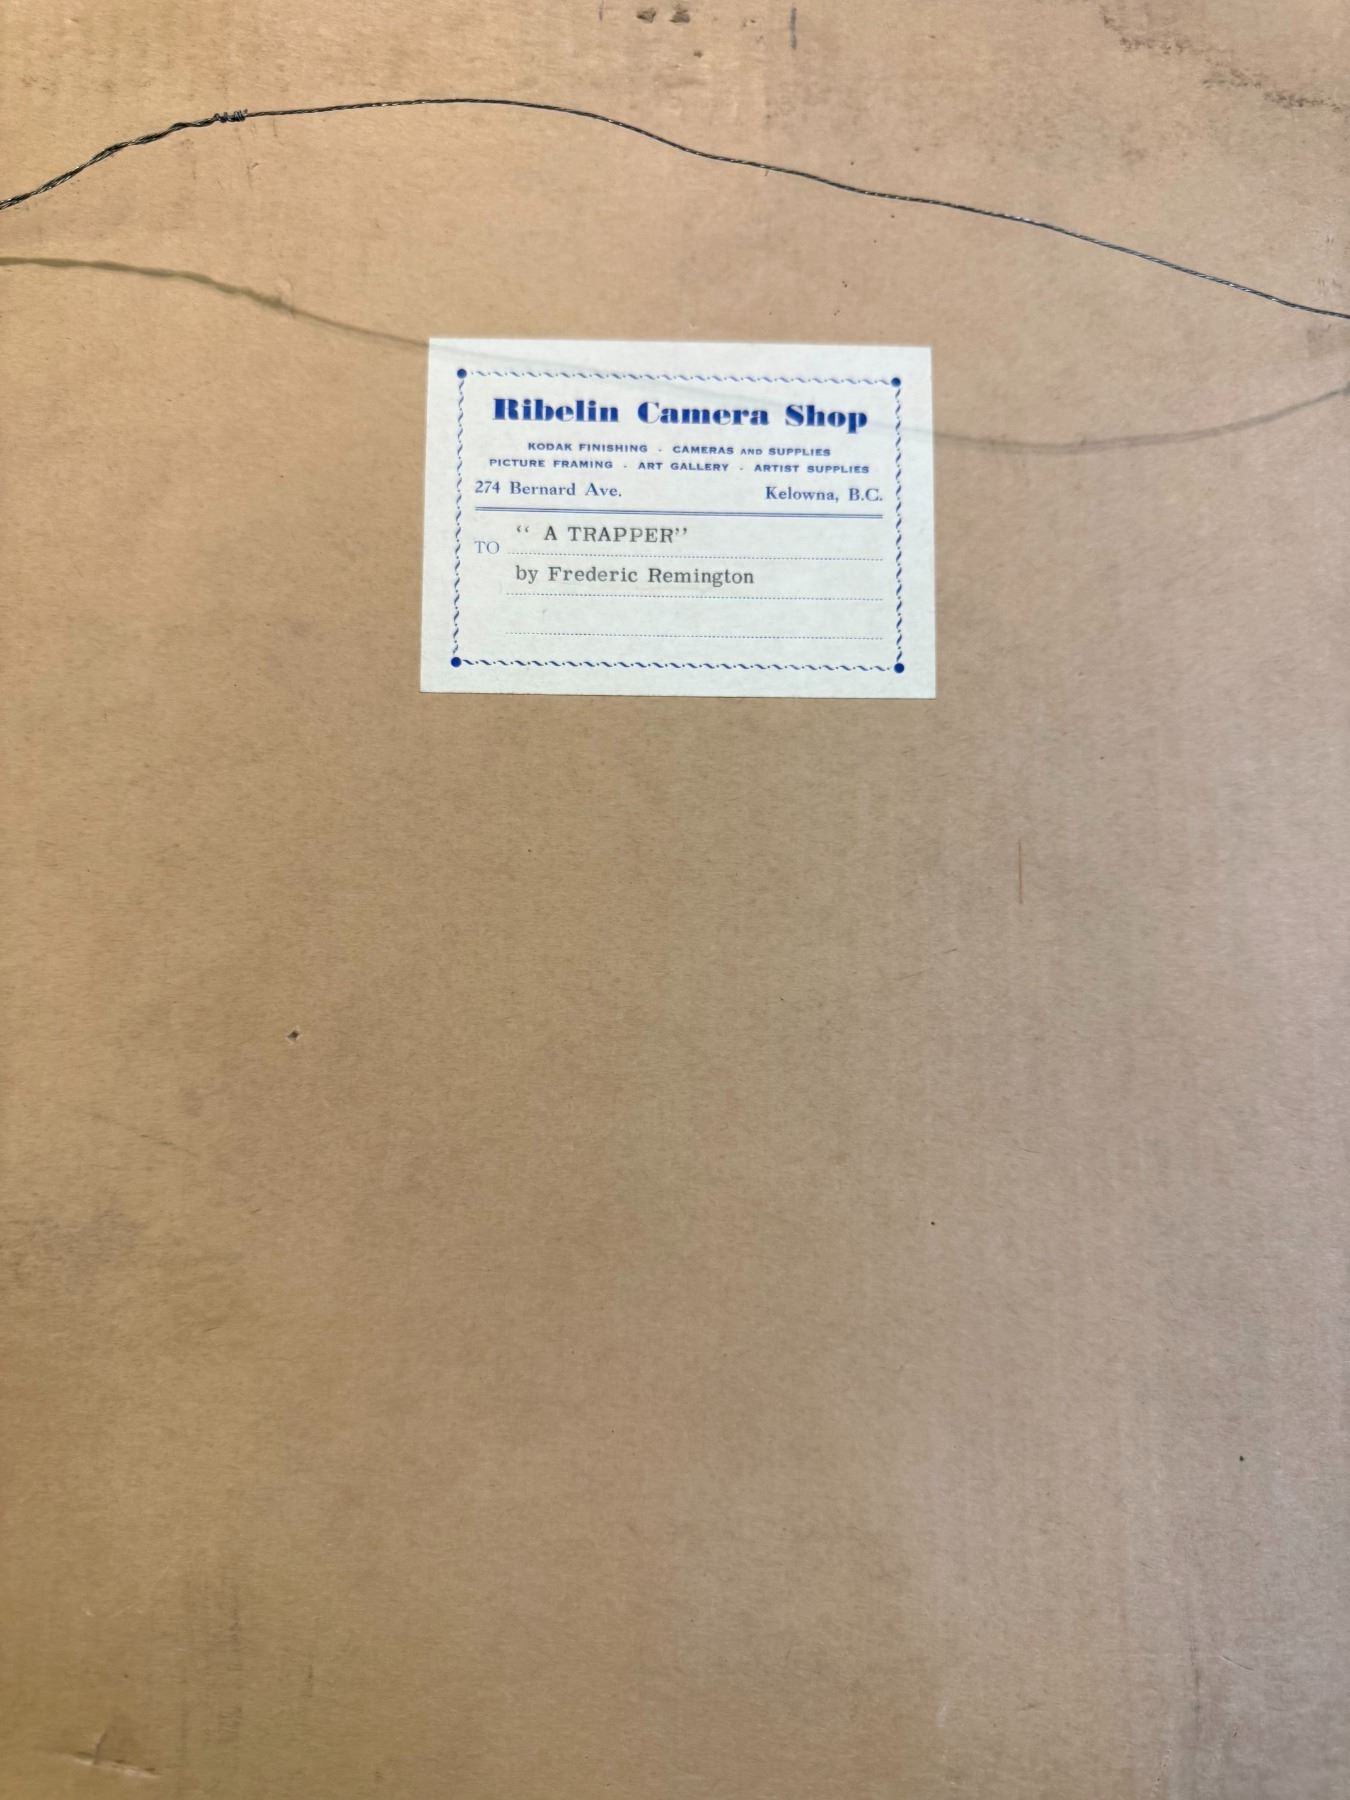 Ribelin Camera Shop
KODAK FINISHING - CAMERAS AND SUPPLIES
PICTURE FRAMING - ART GALLERY - ARTIST SUPPLIES
274 Bernard Ave. Kelowna, B.C.
TO “ A TRAPPER”
by Frederic Remington